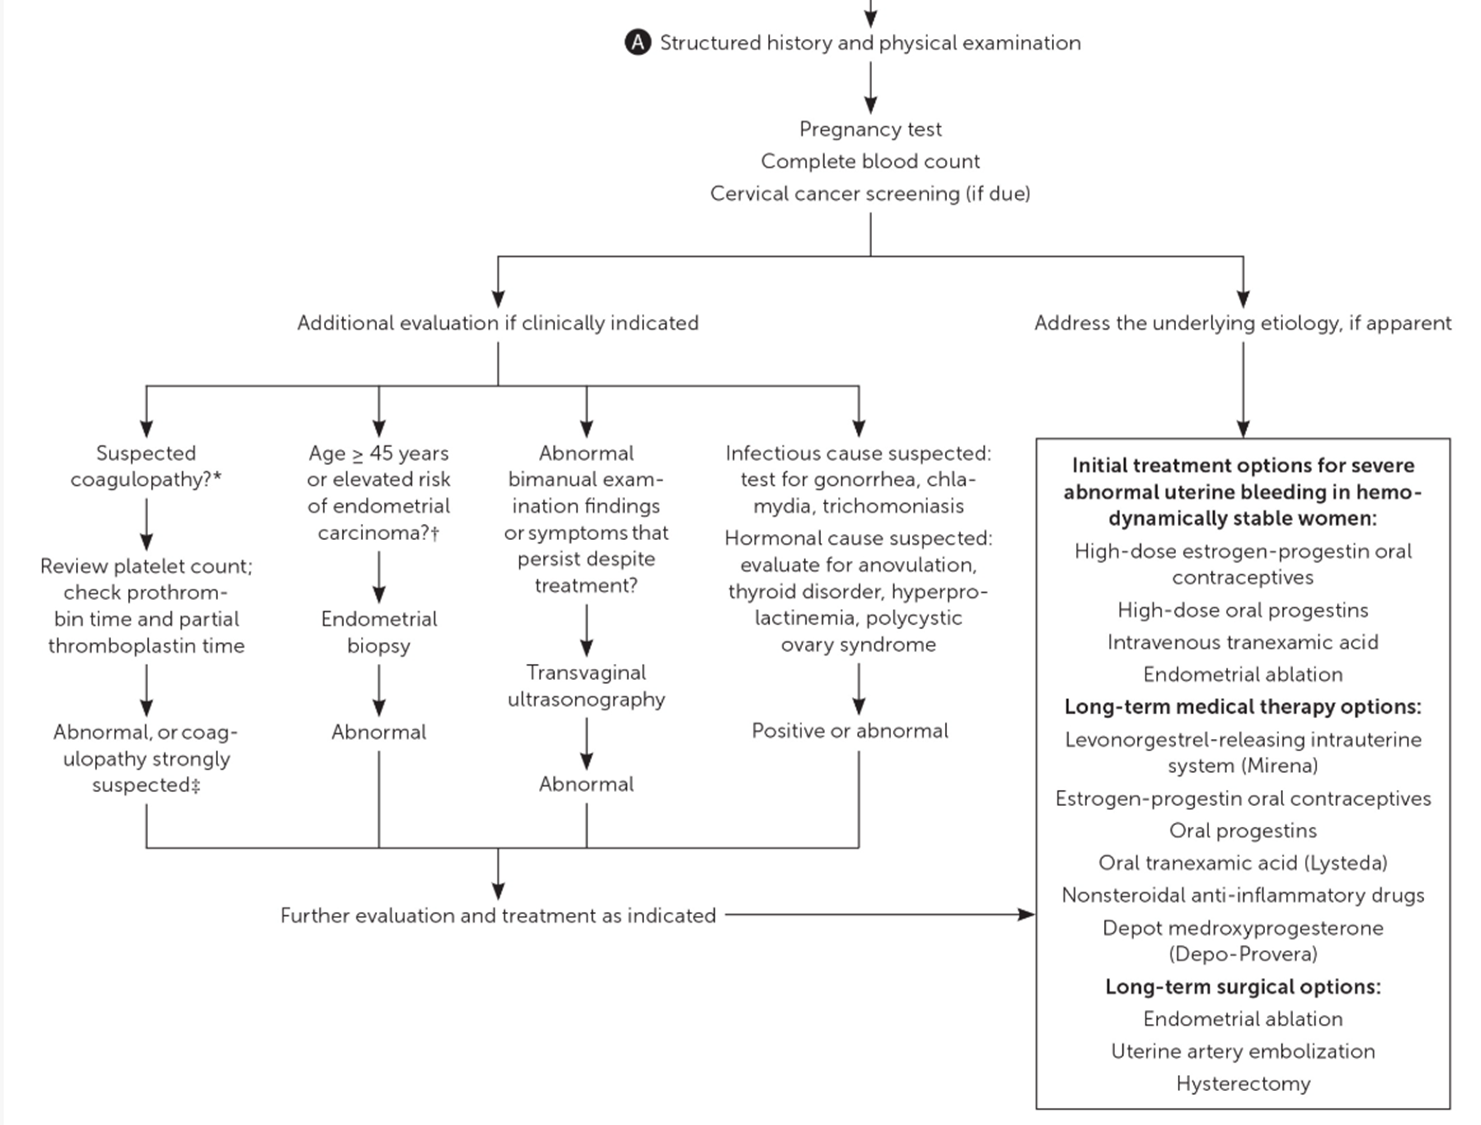 A Structured history and physical examination
Pregnancy test
Complete blood count
Cervical cancer screening (if due)
Additional evaluation if clinically indicated
Address the underlying etiology, if apparent
Suspected
coagulopathy?*
Review platelet count;
check prothrom-
bin time and partial
thromboplastin time
Abnormal, or coag-
ulopathy strongly
suspected‡
Age ≥ 45 years
or elevated risk
of endometrial
carcinoma?†
Endometrial
biopsy
Abnormal
Abnormal
bimanual exam-
ination findings
or symptoms that
persist despite
treatment?
Transvaginal
ultrasonography
Abnormal
Infectious cause suspected:
test for gonorrhea, chla-
mydia, trichomoniasis
Hormonal cause suspected:
evaluate for anovulation,
thyroid disorder, hyperpro-
lactinemia, polycystic
ovary syndrome
Positive or abnormal
Further evaluation and treatment as indicated
Initial treatment options for severe
abnormal uterine bleeding in hemo-
dynamically stable women:
High-dose estrogen-progestin oral
contraceptives
High-dose oral progestins
Intravenous tranexamic acid
Endometrial ablation
Long-term medical therapy options:
Levonorgestrel-releasing intrauterine
system (Mirena)
Estrogen-progestin oral contraceptives
Oral progestins
Oral tranexamic acid (Lysteda)
Nonsteroidal anti-inflammatory drugs
Depot medroxyprogesterone
(Depo-Provera)
Long-term surgical options:
Endometrial ablation
Uterine artery embolization
Hysterectomy